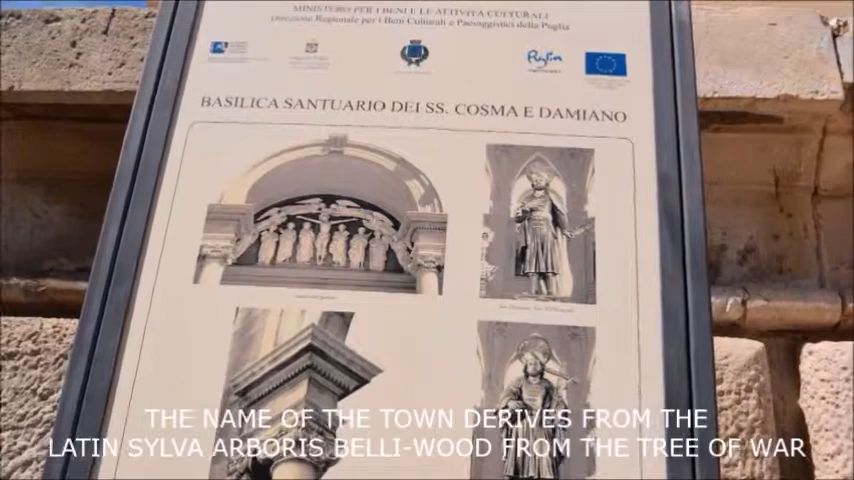 MINISTERO PER I BENI E LE ATTIVITÀ CULTURALI
Direzione Regionale per i Beni Culturali e Paesaggistici della Puglia
Puglia
BASILICA SANTUARIO DEI SS. COSMA E DAMIANO
THE NAME OF THE TOWN DERIVES FROM THE
LATIN SYLVA ARBORIS BELLI-WOOD FROM THE TREE OF WAR